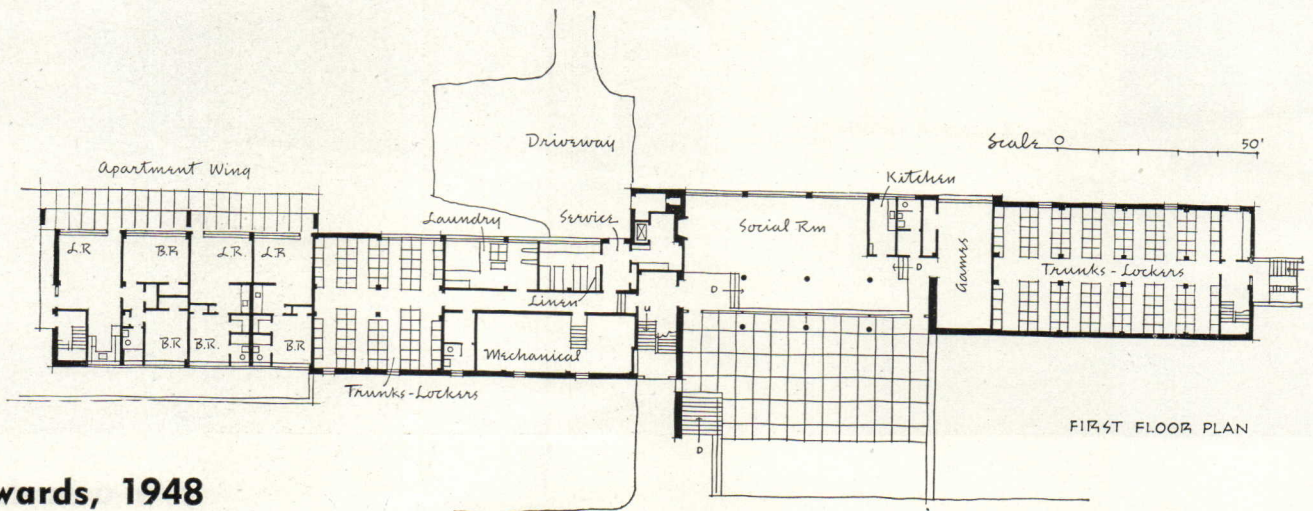 Driveway
Scale 0 50'
Apartment Wing
Kitchen
Laundry
Service
Social Rm
L.R
B.R
L.R.
L.R
Games
Trunks-Lockers
D
D
Linen
u
B.R
B.R.
B.R
Mechanical
Trunks-Lockers
FIRST FLOOR PLAN
D
wards, 1948